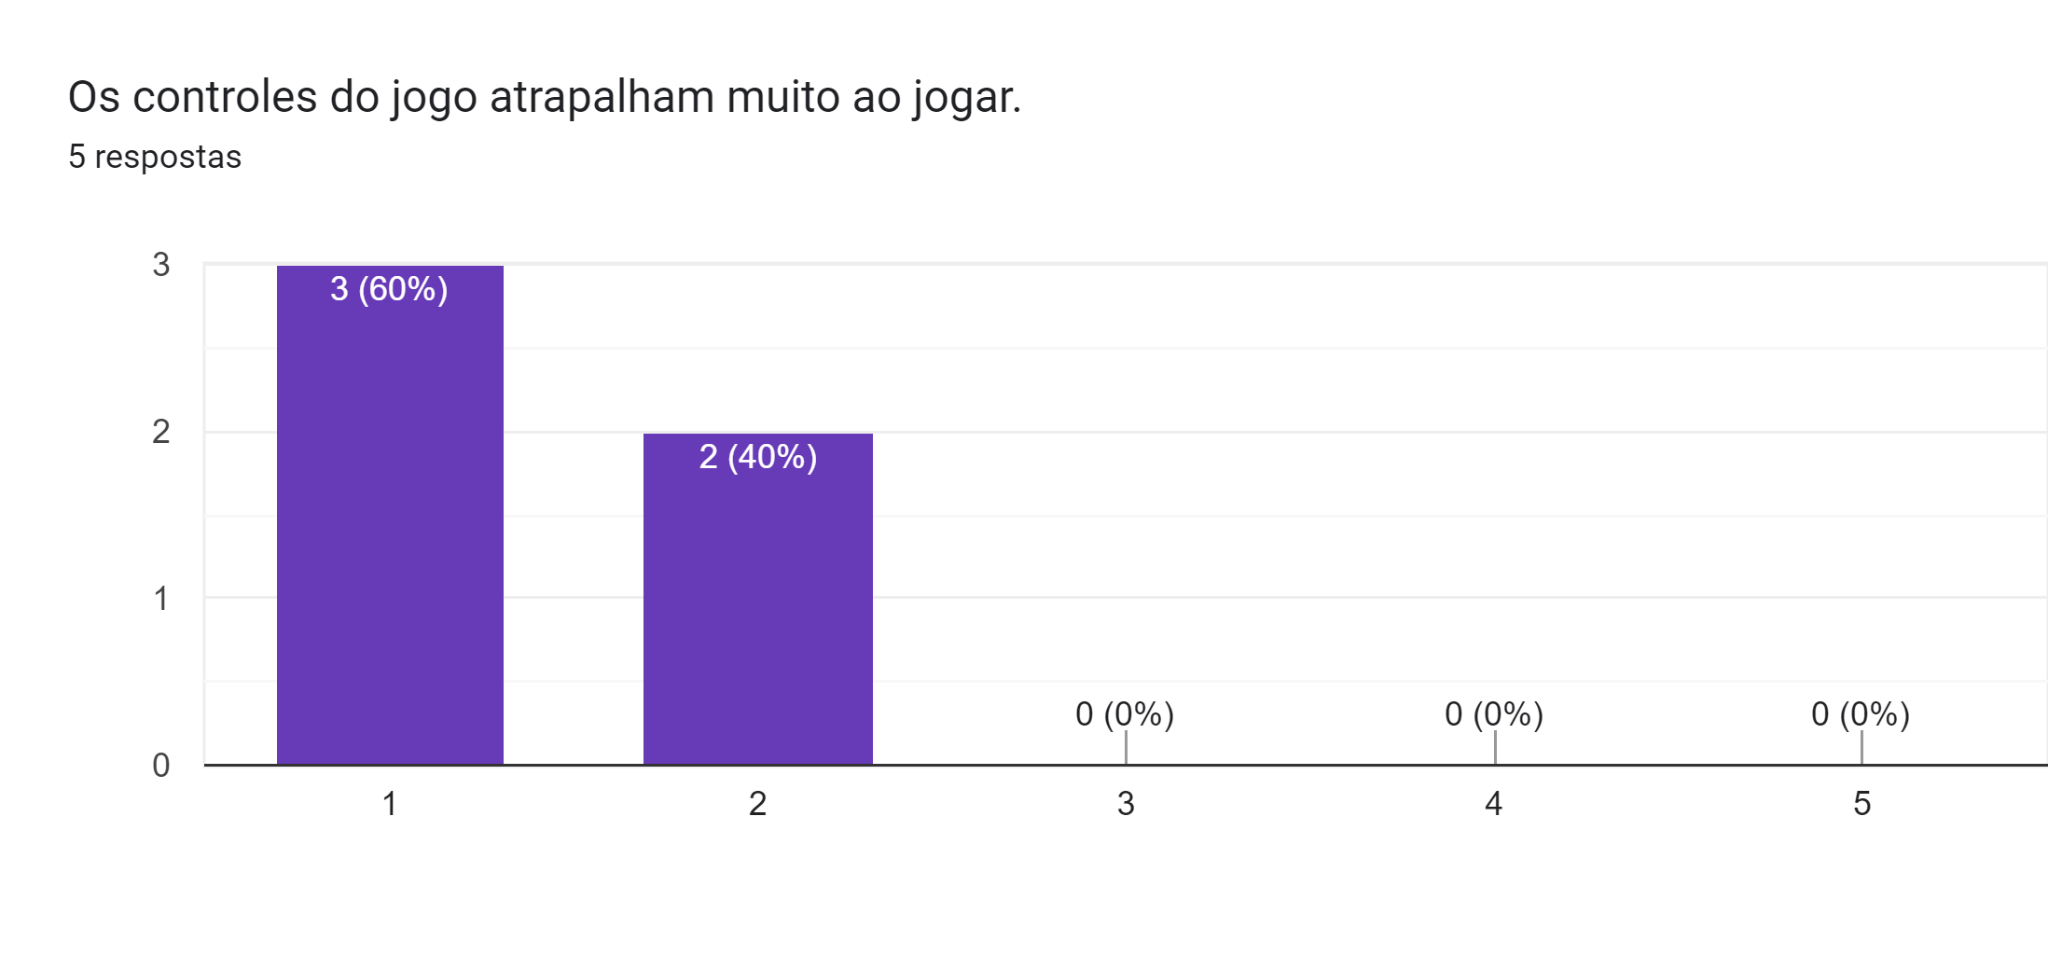 Os controles do jogo atrapalham muito ao jogar.
5 respostas
3
3 (60%)
2
2 (40%)
1
0 (0%) 0 (0%) 0 (0%)
0
1 2 3 4 5